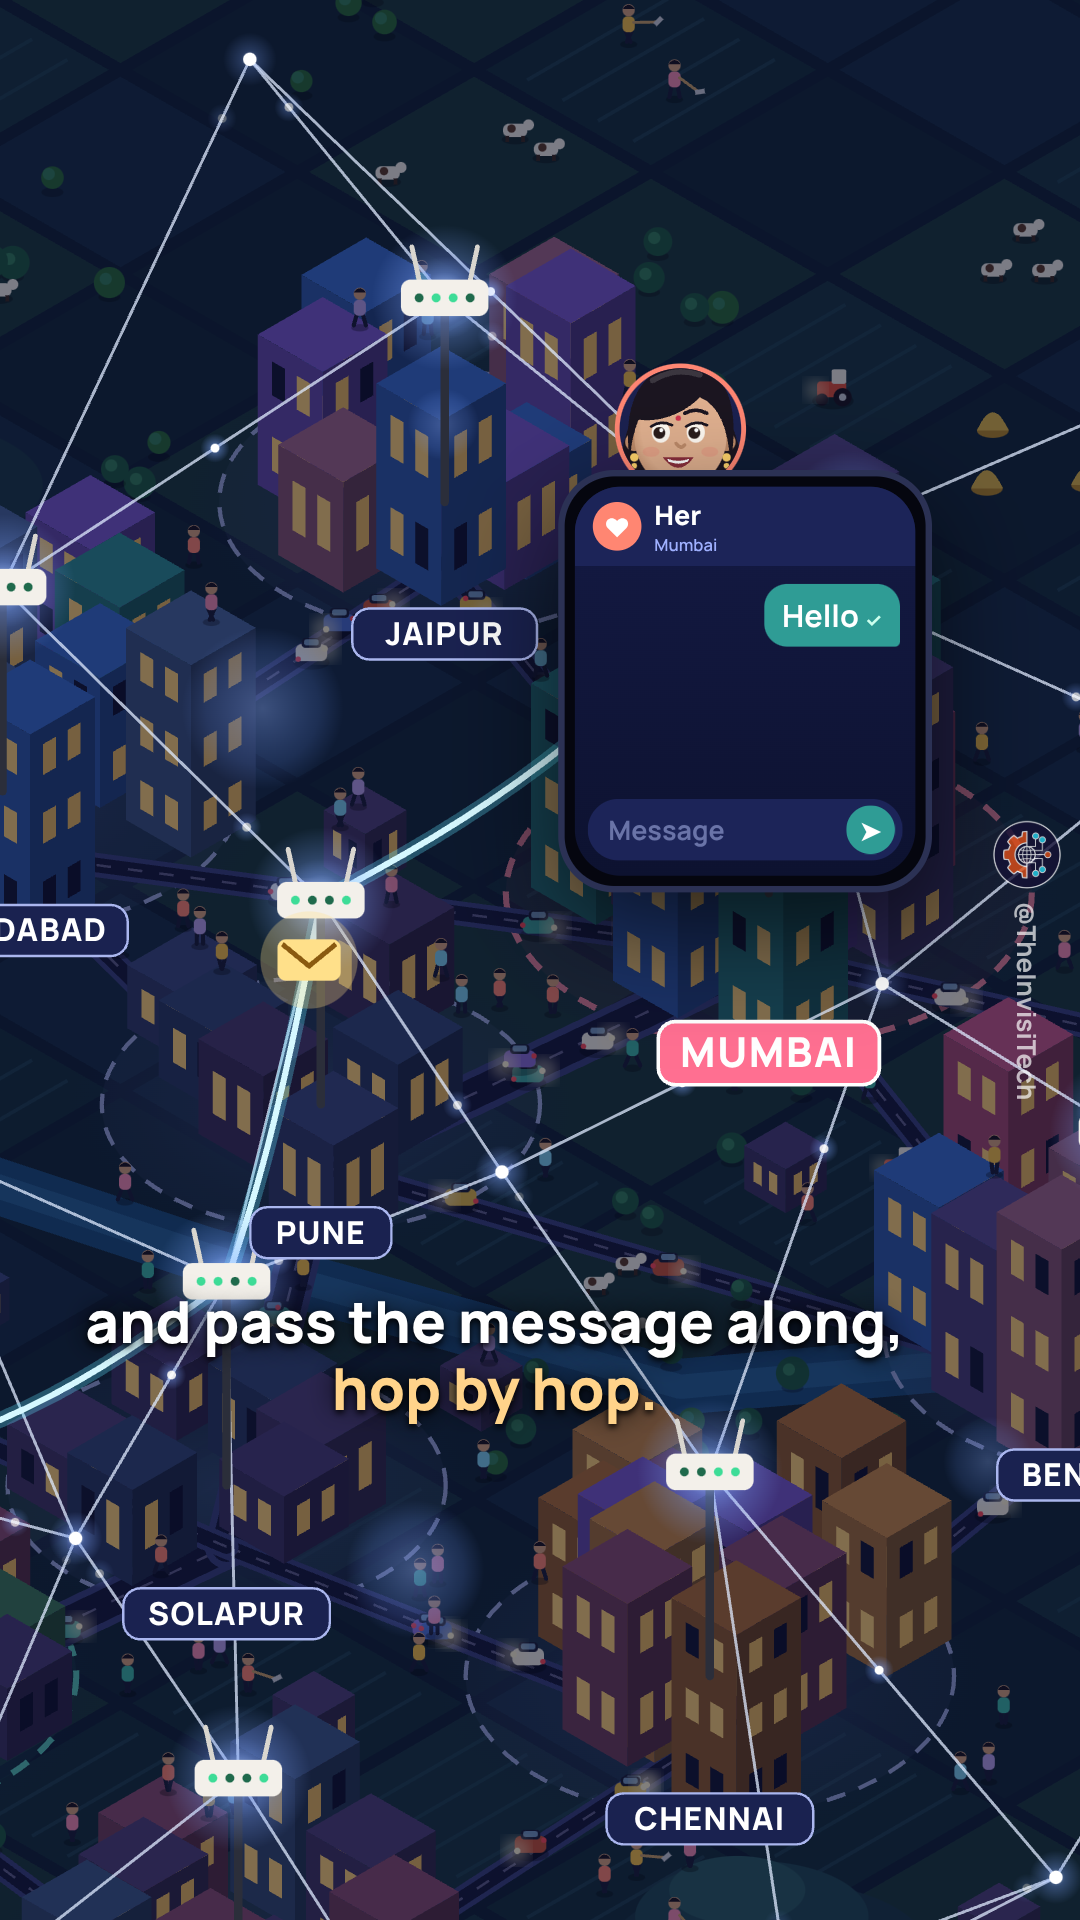 Her
Mumbai
Hello
JAIPUR
Message
DABAD
@TheInvisiTech
MUMBAI
PUNE
and pass the message along,
hop by hop.
BEN
SOLAPUR
CHENNAI